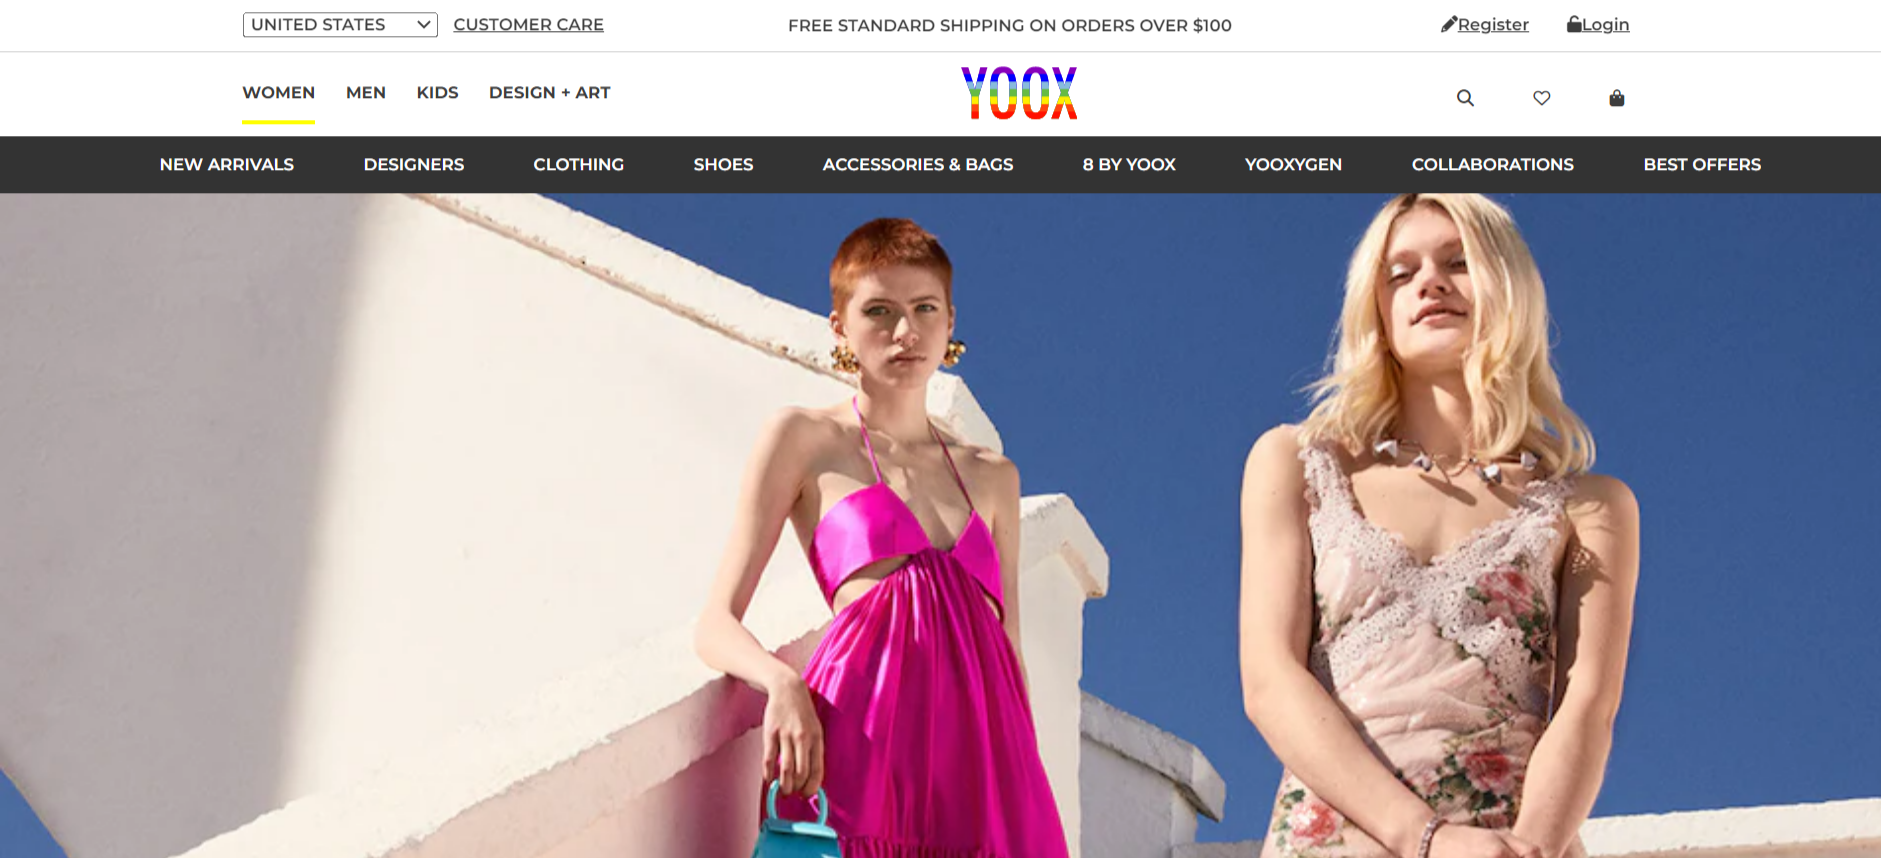 UNITED STATES
CUSTOMER CARE
FREE STANDARD SHIPPING ON ORDERS OVER $100
Register
Login
WOMEN
MEN
KIDS
DESIGN + ART
YOOX
NEW ARRIVALS
DESIGNERS
CLOTHING
SHOES
ACCESSORIES & BAGS
8 BY YOOX
YOOXYGEN
COLLABORATIONS
BEST OFFERS